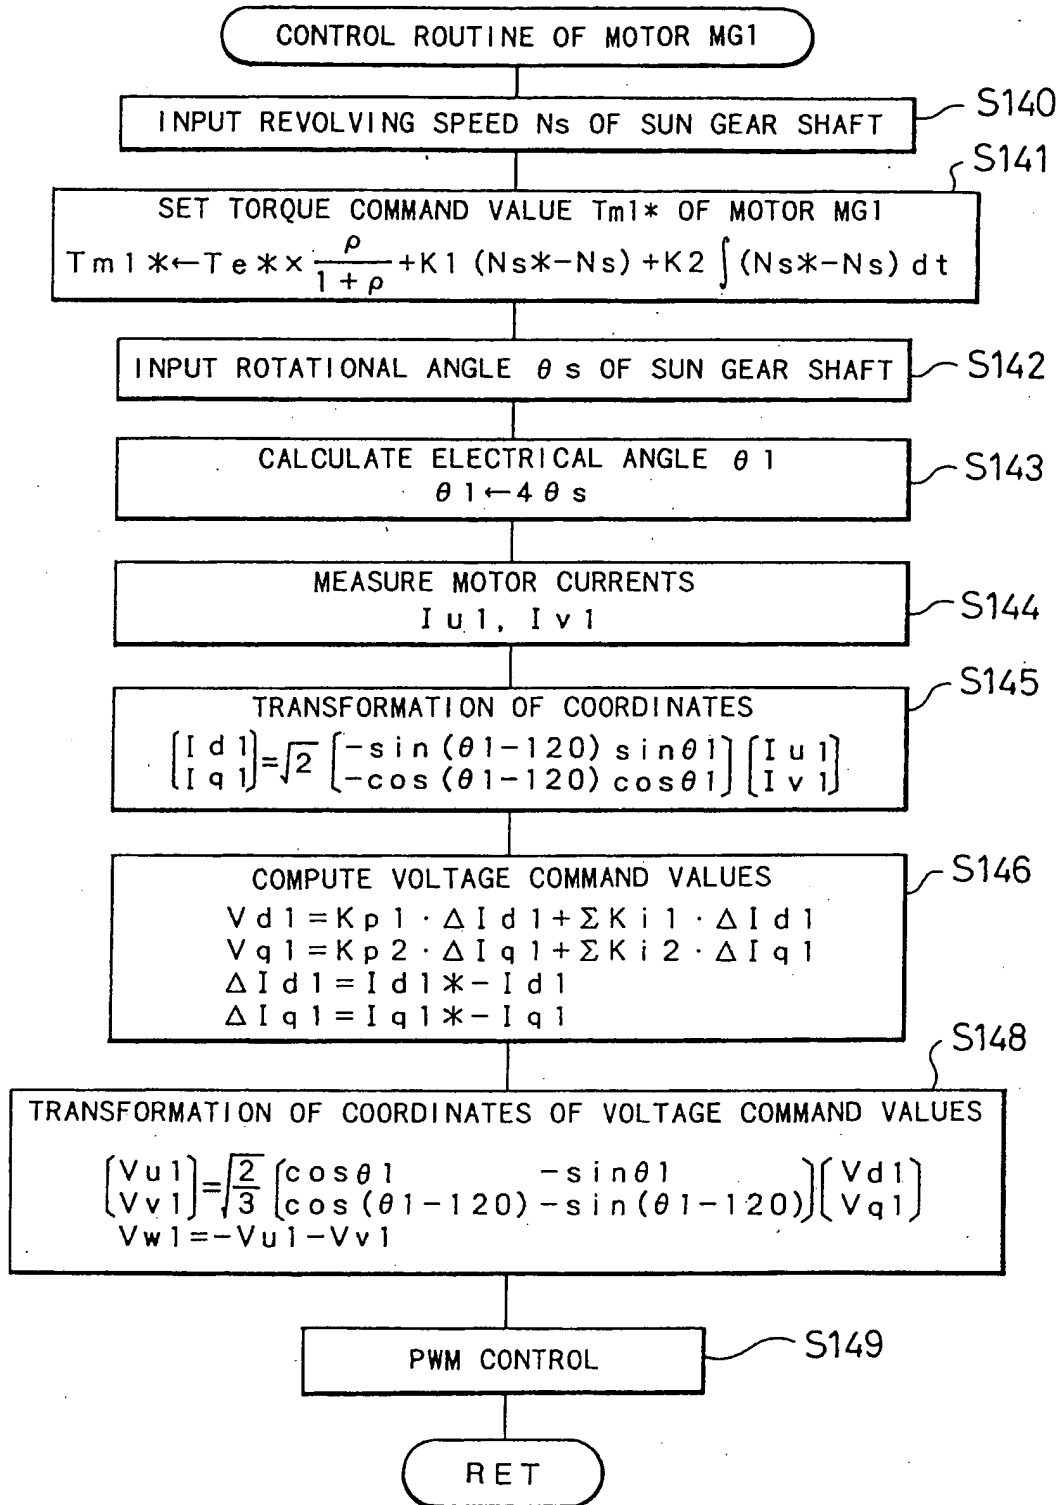 CONTROL ROUTINE OF MOTOR MG1
INPUT REVOLVING SPEED Ns OF SUN GEAR SHAFT
S140
S141
SET TORQUE COMMAND VALUE Tm1* OF MOTOR MG1
Tm1*←Te*×ρ/(1+ρ)+K1(Ns*-Ns)+K2∫(Ns*-Ns)dt
INPUT ROTATIONAL ANGLE θs OF SUN GEAR SHAFT
S142
CALCULATE ELECTRICAL ANGLE θ1
θ1←4θs
S143
MEASURE MOTOR CURRENTS
Iu1, Iv1
S144
S145
TRANSFORMATION OF COORDINATES
[Id1]=√2[-sin(θ1-120) sinθ1][Iu1]
[Iq1] [-cos(θ1-120) cosθ1][Iv1]
S146
COMPUTE VOLTAGE COMMAND VALUES
Vd1=Kp1·ΔId1+ΣKi1·ΔId1
Vq1=Kp2·ΔIq1+ΣKi2·ΔIq1
ΔId1=Id1*-Id1
ΔIq1=Iq1*-Iq1
S148
TRANSFORMATION OF COORDINATES OF VOLTAGE COMMAND VALUES
[Vu1]=√(2/3)[cosθ1 -sinθ1][Vd1]
[Vv1] [cos(θ1-120) -sin(θ1-120)][Vq1]
Vw1=-Vu1-Vv1
PWM CONTROL
S149
RET